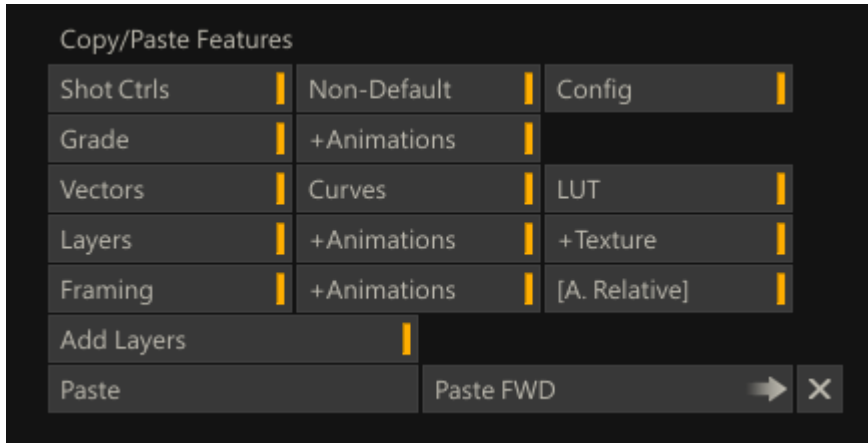 Copy/Paste Features
Shot Ctrls Non-Default Config
Grade +Animations
Vectors Curves LUT
Layers +Animations +Texture
Framing +Animations [A. Relative]
Add Layers
Paste Paste FWD